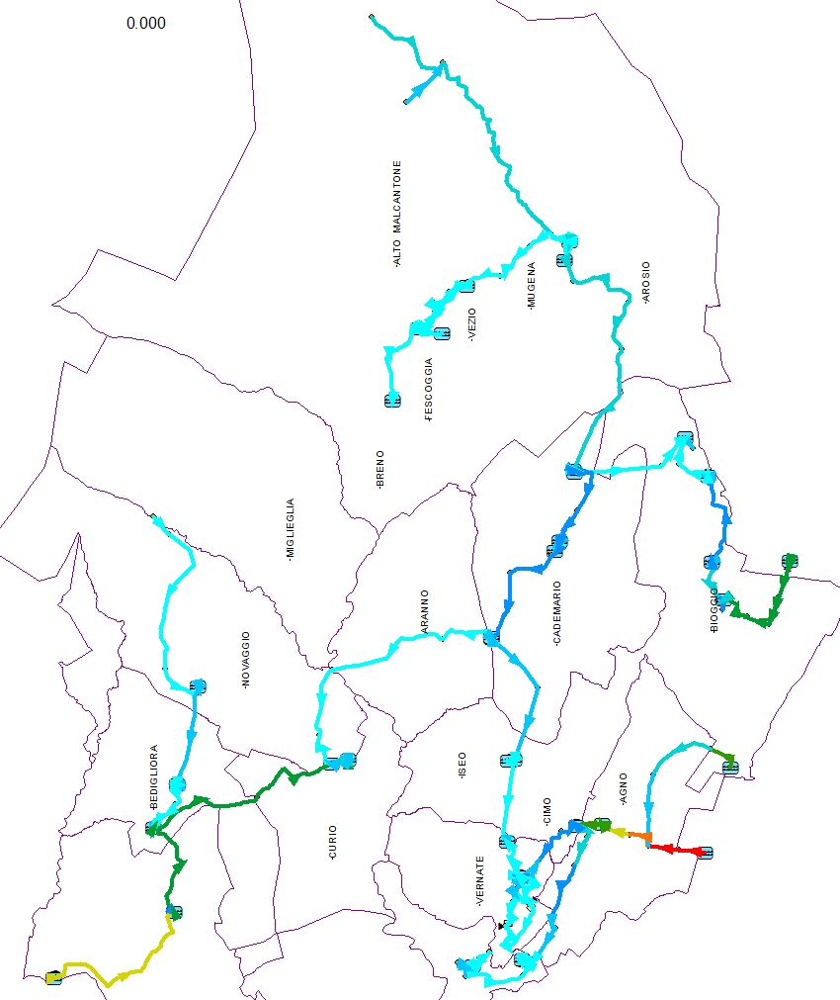 0.000
-ALTO MALCANTONE
-AROSIO
-MUGENA
-VEZIO
-FESCOGGIA
-BRENO
-MIGLIEGLIA
-ARANNO
-CADEMARIO
-BIOGGIO
-NOVAGGIO
-BEDIGLIORA
-ISEO
-AGNO
-CIMO
-CURIO
-VERNATE